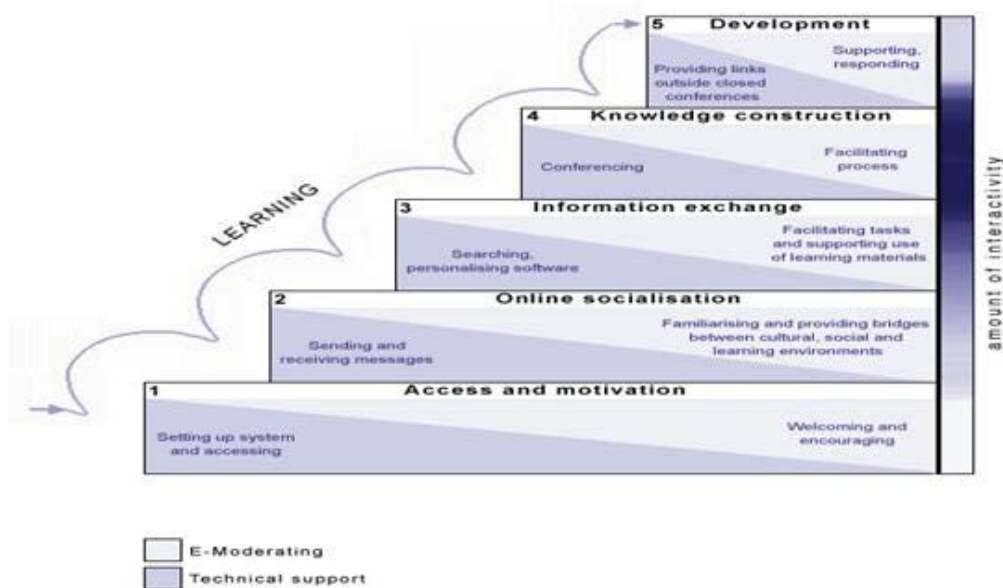 5 Development
Supporting,
responding
Providing links
outside closed
conferences
4 Knowledge construction
Conferencing
Facilitating
process
3 Information exchange
Searching,
personalising software
Facilitating tasks
and supporting use
of learning materials
2 Online socialisation
Sending and
receiving messages
Familiarising and providing bridges
between cultural, social and
learning environments
1 Access and motivation
Setting up system
and accessing
Welcoming and
encouraging
LEARNING
amount of interactivity
E-Moderating
Technical support